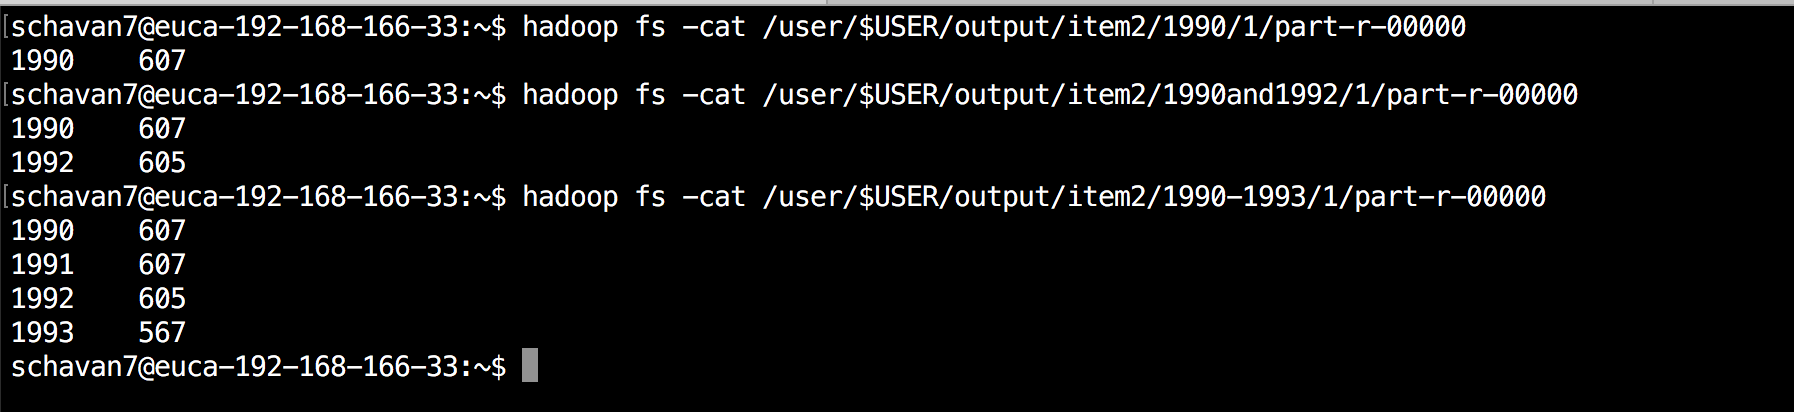 [schavan7@euca-192-168-166-33:~$ hadoop fs -cat /user/$USER/output/item2/1990/1/part-r-00000
1990    607
[schavan7@euca-192-168-166-33:~$ hadoop fs -cat /user/$USER/output/item2/1990and1992/1/part-r-00000
1990    607
1992    605
[schavan7@euca-192-168-166-33:~$ hadoop fs -cat /user/$USER/output/item2/1990-1993/1/part-r-00000
1990    607
1991    607
1992    605
1993    567
schavan7@euca-192-168-166-33:~$